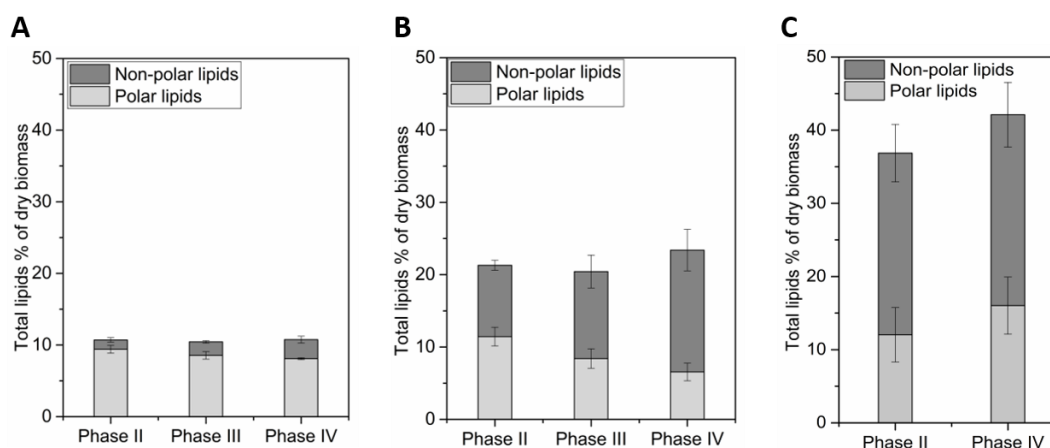 A
Total lipids % of dry biomass
50
40
30
20
10
0
Non-polar lipids
Polar lipids
Phase II Phase III Phase IV
B
Total lipids % of dry biomass
50
40
30
20
10
0
Non-polar lipids
Polar lipids
Phase II Phase III Phase IV
C
Total lipids % of dry biomass
50
40
30
20
10
0
Non-polar lipids
Polar lipids
Phase II Phase IV